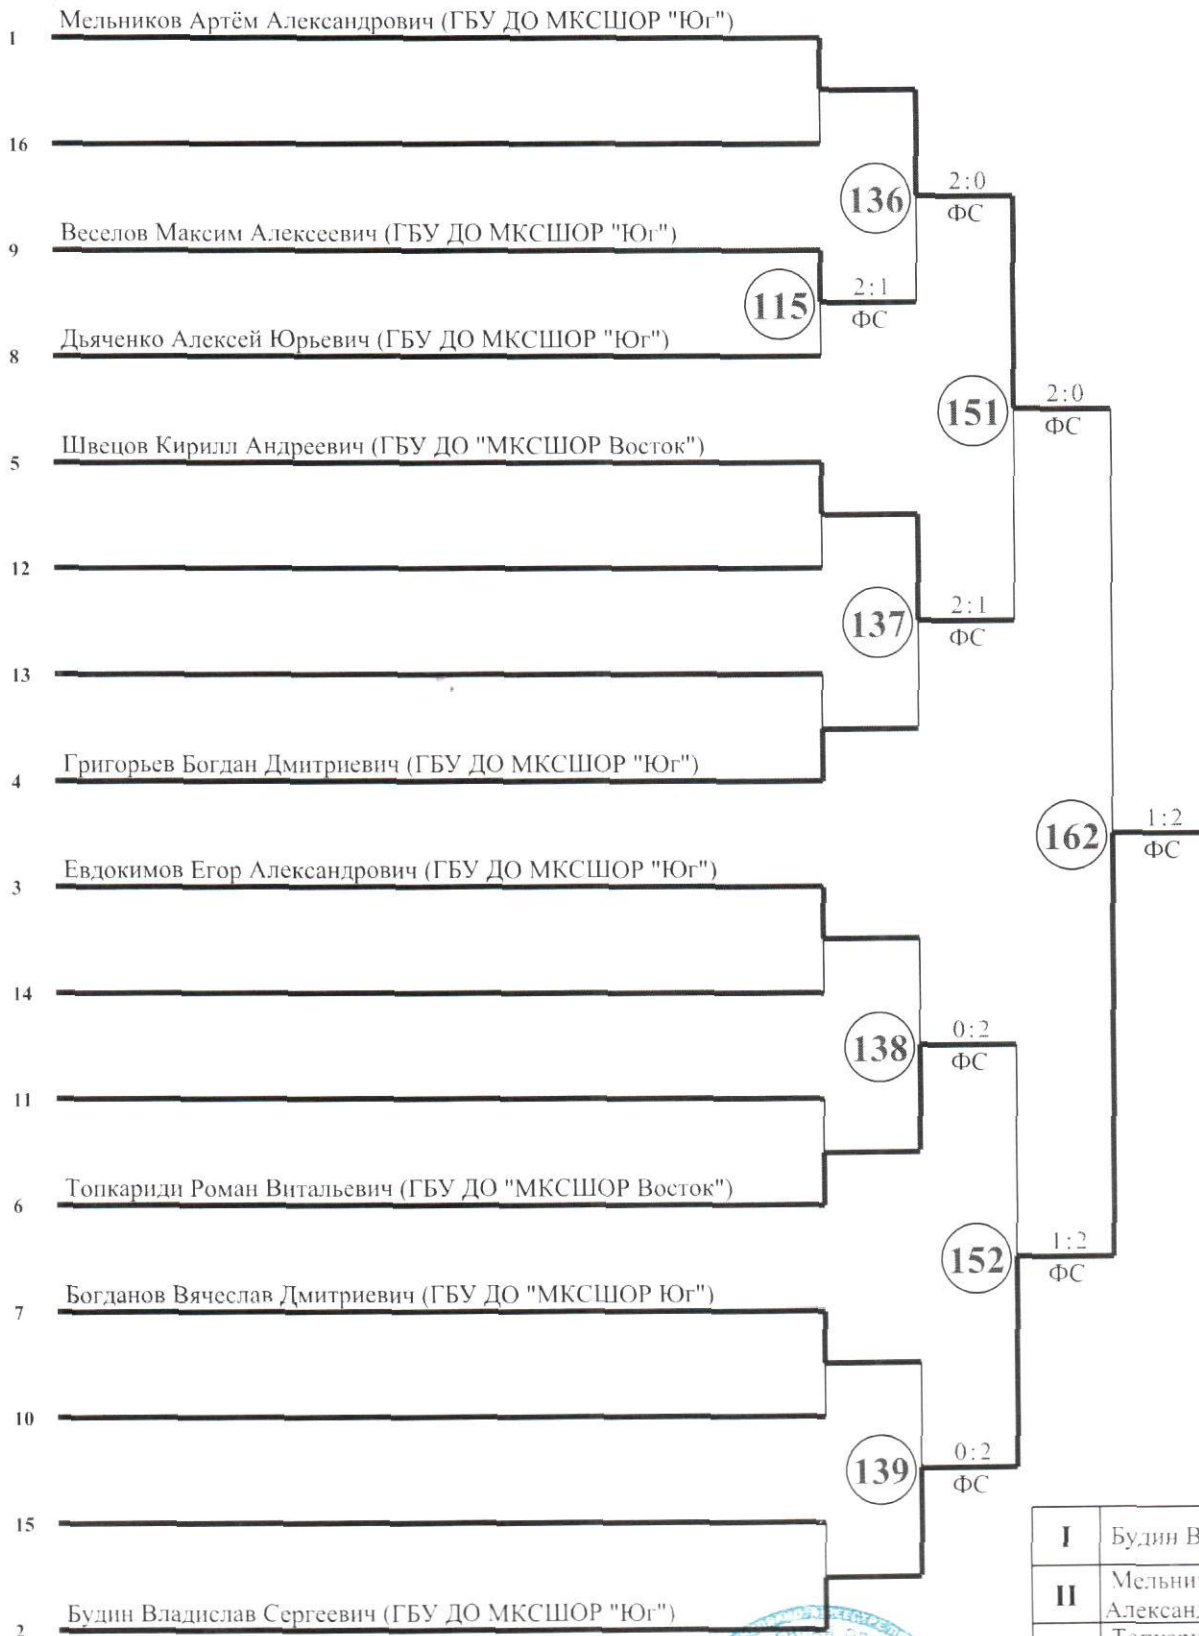 1 Мельников Артём Александрович (ГБУ ДО МКСШОР "Юг")
16
136 2:0
ФС
9 Веселов Максим Алексеевич (ГБУ ДО МКСШОР "Юг")
115 2:1
ФС
8 Дьяченко Алексей Юрьевич (ГБУ ДО МКСШОР "Юг")
151 2:0
ФС
5 Швецов Кирилл Андреевич (ГБУ ДО "МКСШОР Восток")
12
137 2:1
ФС
13
4 Григорьев Богдан Дмитриевич (ГБУ ДО МКСШОР "Юг")
162 1:2
ФС
3 Евдокимов Егор Александрович (ГБУ ДО МКСШОР "Юг")
14
138 0:2
ФС
11
6 Топкариди Роман Витальевич (ГБУ ДО "МКСШОР Восток")
152 1:2
ФС
7 Богданов Вячеслав Дмитриевич (ГБУ ДО "МКСШОР Юг")
10
139 0:2
ФС
15
I Будин В
II Мельни
Алексан
2 Будин Владислав Сергеевич (ГБУ ДО МКСШОР "Юг")